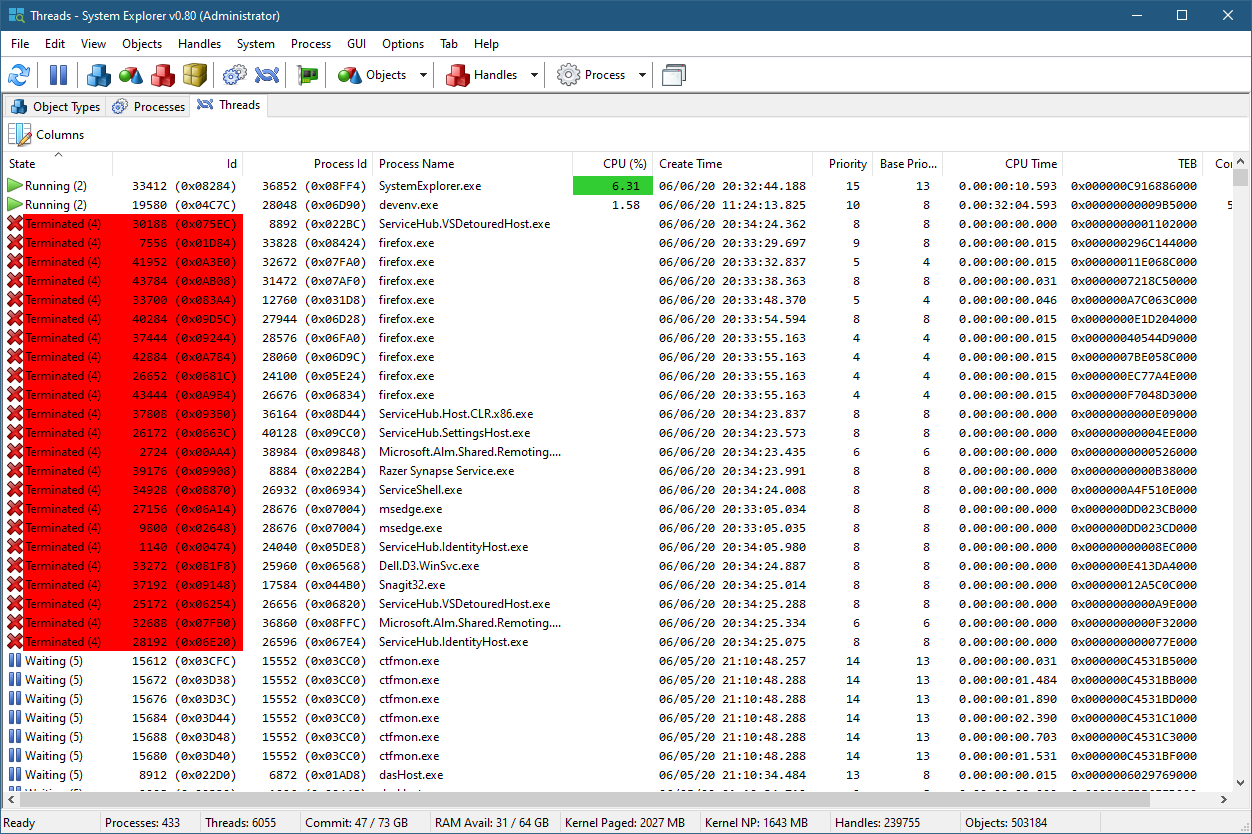 Threads - System Explorer v0.80 (Administrator)
File Edit View Objects Handles System Process GUI Options Tab Help
Objects Handles Process
Object Types Processes Threads
Columns
State Id Process Id Process Name CPU (%) Create Time Priority Base Prio... CPU Time TEB Co
Running (2) 33412 (0x08284) 36852 (0x08FF4) SystemExplorer.exe 6.31 06/06/20 20:32:44.188 15 13 0.00:00:10.593 0x000000C916886000
Running (2) 19580 (0x04C7C) 28048 (0x06D90) devenv.exe 1.58 06/06/20 11:24:13.825 10 8 0.00:32:04.593 0x00000000009B5000 5
Terminated (4) 30188 (0x075EC) 8892 (0x022BC) ServiceHub.VSDetouredHost.exe 06/06/20 20:34:24.362 8 8 0.00:00:00.000 0x0000000001102000
Terminated (4) 7556 (0x01D84) 33828 (0x08424) firefox.exe 06/06/20 20:33:29.697 9 8 0.00:00:00.015 0x000000296C144000
Terminated (4) 41952 (0x0A3E0) 32672 (0x07FA0) firefox.exe 06/06/20 20:33:32.837 5 4 0.00:00:00.015 0x00000011E068C000
Terminated (4) 43784 (0x0AB08) 31472 (0x07AF0) firefox.exe 06/06/20 20:33:38.363 8 8 0.00:00:00.031 0x0000007218C50000
Terminated (4) 33700 (0x083A4) 12760 (0x031D8) firefox.exe 06/06/20 20:33:48.370 5 4 0.00:00:00.046 0x000000A7C063C000
Terminated (4) 40284 (0x09D5C) 27944 (0x06D28) firefox.exe 06/06/20 20:33:54.594 8 8 0.00:00:00.015 0x0000000E1D204000
Terminated (4) 37444 (0x09244) 28576 (0x06FA0) firefox.exe 06/06/20 20:33:55.163 4 4 0.00:00:00.015 0x00000040544D9000
Terminated (4) 42884 (0x0A784) 28060 (0x06D9C) firefox.exe 06/06/20 20:33:55.163 4 4 0.00:00:00.015 0x0000007BE058C000
Terminated (4) 26652 (0x0681C) 24100 (0x05E24) firefox.exe 06/06/20 20:33:55.163 4 4 0.00:00:00.015 0x000000EC77A4E000
Terminated (4) 43444 (0x0A9B4) 26676 (0x06834) firefox.exe 06/06/20 20:33:55.163 4 4 0.00:00:00.015 0x000000F7048D3000
Terminated (4) 37808 (0x093B0) 36164 (0x08D44) ServiceHub.Host.CLR.x86.exe 06/06/20 20:34:23.837 8 8 0.00:00:00.000 0x0000000000E09000
Terminated (4) 26172 (0x0663C) 40128 (0x09CC0) ServiceHub.SettingsHost.exe 06/06/20 20:34:23.573 8 8 0.00:00:00.000 0x00000000004EE000
Terminated (4) 2724 (0x00AA4) 38984 (0x09848) Microsoft.Alm.Shared.Remoting.... 06/06/20 20:34:23.435 6 6 0.00:00:00.000 0x0000000000526000
Terminated (4) 39176 (0x09908) 8884 (0x022B4) Razer Synapse Service.exe 06/06/20 20:34:23.991 8 8 0.00:00:00.000 0x0000000000B38000
Terminated (4) 34928 (0x08870) 26932 (0x06934) ServiceShell.exe 06/06/20 20:34:24.008 8 8 0.00:00:00.000 0x000000A4F510E000
Terminated (4) 27156 (0x06A14) 28676 (0x07004) msedge.exe 06/06/20 20:33:05.034 8 8 0.00:00:00.000 0x000000DD023CB000
Terminated (4) 9800 (0x02648) 28676 (0x07004) msedge.exe 06/06/20 20:33:05.035 8 8 0.00:00:00.000 0x000000DD023CD000
Terminated (4) 1140 (0x00474) 24040 (0x05DE8) ServiceHub.IdentityHost.exe 06/06/20 20:34:05.980 8 8 0.00:00:00.000 0x00000000008EC000
Terminated (4) 33272 (0x081F8) 25960 (0x06568) Dell.D3.WinSvc.exe 06/06/20 20:34:24.887 8 8 0.00:00:00.000 0x000000E413DA4000
Terminated (4) 37192 (0x09148) 17584 (0x044B0) Snagit32.exe 06/06/20 20:34:25.014 8 8 0.00:00:00.000 0x00000012A5C0C000
Terminated (4) 25172 (0x06254) 26656 (0x06820) ServiceHub.VSDetouredHost.exe 06/06/20 20:34:25.288 8 8 0.00:00:00.000 0x0000000000A9E000
Terminated (4) 32688 (0x07FB0) 36860 (0x08FFC) Microsoft.Alm.Shared.Remoting.... 06/06/20 20:34:25.334 6 6 0.00:00:00.000 0x0000000000F32000
Terminated (4) 28192 (0x06E20) 26596 (0x067E4) ServiceHub.IdentityHost.exe 06/06/20 20:34:25.075 8 8 0.00:00:00.000 0x000000000077E000
Waiting (5) 15612 (0x03CFC) 15552 (0x03CC0) ctfmon.exe 06/05/20 21:10:48.257 14 13 0.00:00:00.031 0x000000C4531B5000
Waiting (5) 15672 (0x03D38) 15552 (0x03CC0) ctfmon.exe 06/05/20 21:10:48.288 14 13 0.00:00:01.484 0x000000C4531BB000
Waiting (5) 15676 (0x03D3C) 15552 (0x03CC0) ctfmon.exe 06/05/20 21:10:48.288 14 13 0.00:00:01.890 0x000000C4531BD000
Waiting (5) 15684 (0x03D44) 15552 (0x03CC0) ctfmon.exe 06/05/20 21:10:48.288 14 13 0.00:00:02.390 0x000000C4531C1000
Waiting (5) 15688 (0x03D48) 15552 (0x03CC0) ctfmon.exe 06/05/20 21:10:48.288 14 13 0.00:00:00.703 0x000000C4531C3000
Waiting (5) 15680 (0x03D40) 15552 (0x03CC0) ctfmon.exe 06/05/20 21:10:48.288 14 13 0.00:00:01.531 0x000000C4531BF000
Waiting (5) 8912 (0x022D0) 6872 (0x01AD8) dasHost.exe 06/05/20 21:10:34.484 13 8 0.00:00:00.015 0x0000006029769000
Ready Processes: 433 Threads: 6055 Commit: 47 / 73 GB RAM Avail: 31 / 64 GB Kernel Paged: 2027 MB Kernel NP: 1643 MB Handles: 239755 Objects: 503184